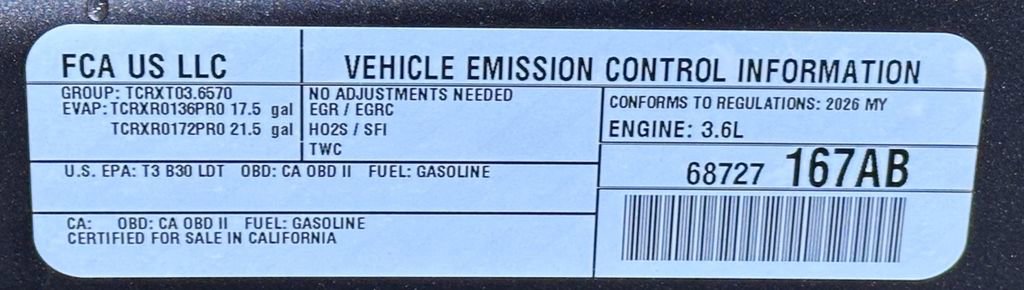 FCA US LLC
VEHICLE EMISSION CONTROL INFORMATION
GROUP: TCRXT03.6570
EVAP: TCRXR0136PR0 17.5 gal
TCRXR0172PR0 21.5 gal
NO ADJUSTMENTS NEEDED
EGR / EGRC
HO2S / SFI
TWC
CONFORMS TO REGULATIONS: 2026 MY
ENGINE: 3.6L
U.S. EPA: T3 B30 LDT OBD: CA OBD II FUEL: GASOLINE
68727 167AB
CA: OBD: CA OBD II FUEL: GASOLINE
CERTIFIED FOR SALE IN CALIFORNIA